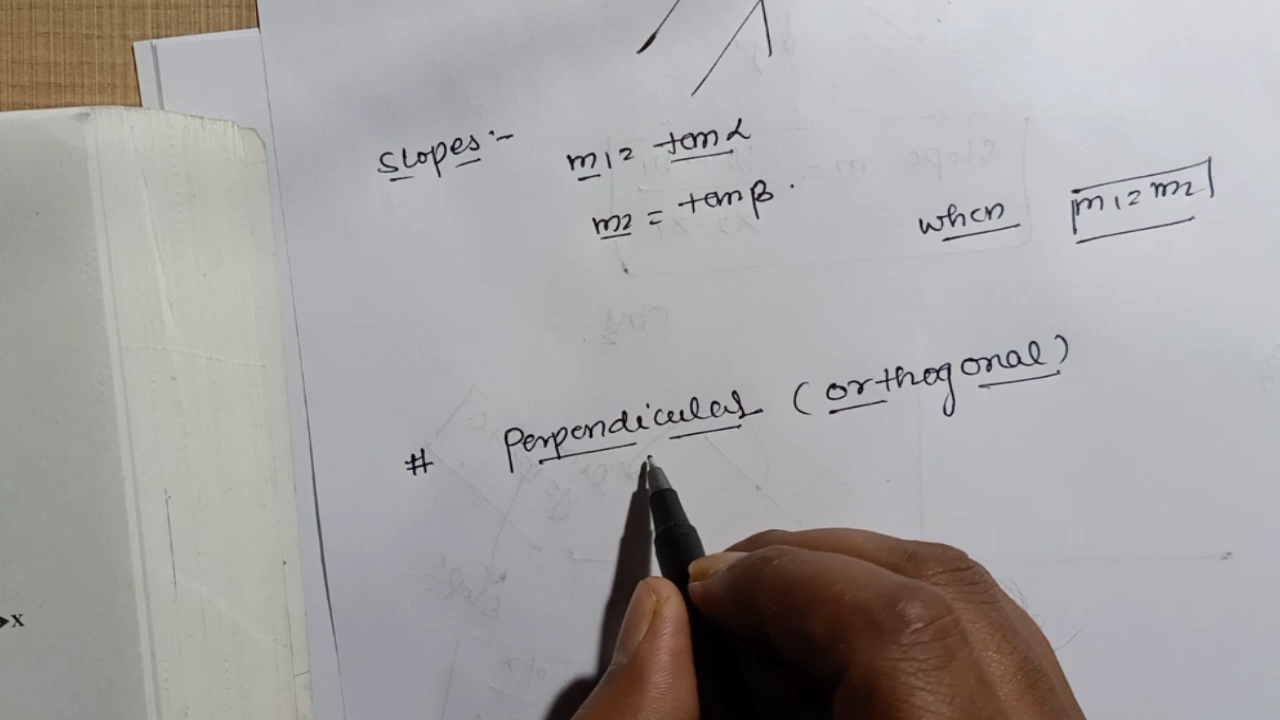 Slopes :- m1 = tanα
m2 = tanβ.
when m1 = m2
# Perpendicular (orthogonal)
x